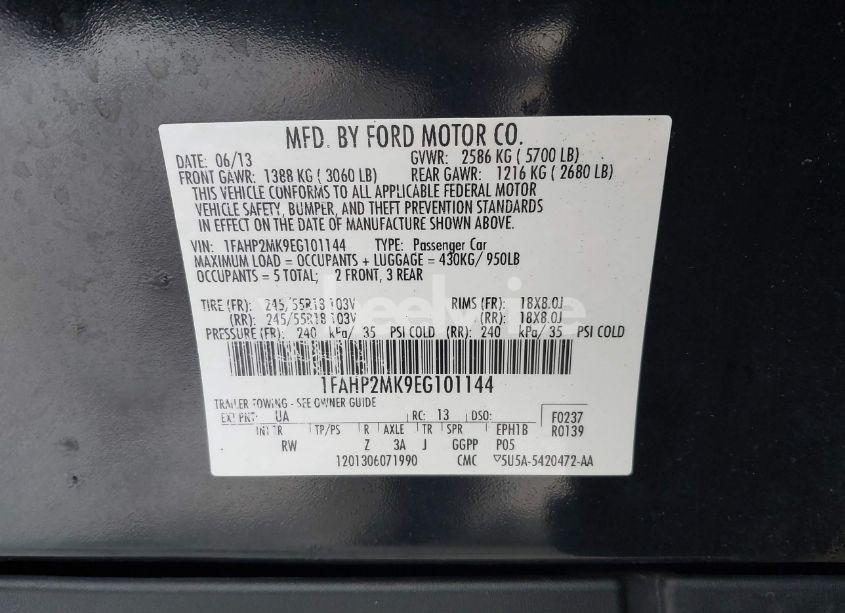 MFD. BY FORD MOTOR CO.
DATE: 06/13 GVWR: 2586 KG ( 5700 LB)
FRONT GAWR: 1388 KG ( 3060 LB) REAR GAWR: 1216 KG ( 2680 LB)
THIS VEHICLE CONFORMS TO ALL APPLICABLE FEDERAL MOTOR
VEHICLE SAFETY, BUMPER, AND THEFT PREVENTION STANDARDS
IN EFFECT ON THE DATE OF MANUFACTURE SHOWN ABOVE.
VIN: 1FAHP2MK9EG101144 TYPE: Passenger Car
MAXIMUM LOAD = OCCUPANTS + LUGGAGE = 430KG/ 950LB
OCCUPANTS = 5 TOTAL; 2 FRONT, 3 REAR
TIRE (FR): 245/55R18 103V RIMS (FR): 18X8.0J
(RR): 245/55R18 103V (RR): 18X8.0J
PRESSURE (FR): 240 kPa/ 35 PSI COLD (RR): 240 kPa/ 35 PSI COLD
1FAHP2MK9EG101144
TRAILER TOWING - SEE OWNER GUIDE
EXT PNT: UA RC: 13 DSO: F0237
INT TR TP/PS R AXLE TR SPR EPH1B R0139
RW Z 3A J GGPP P05
1201306071990 CMC ▽5U5A-5420472-AA